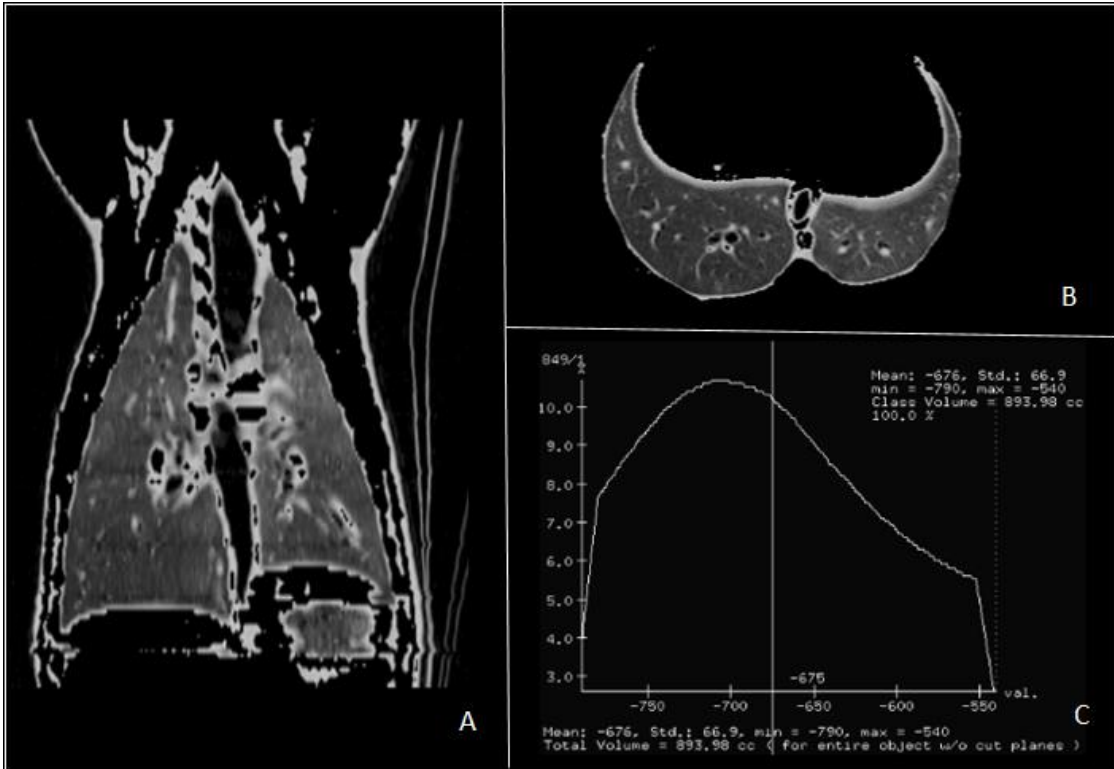 A
B
849/1
%
Mean: -676, Std.: 66.9
min = -790, max = -540
Class Volume = 893.98 cc
100.0 %
10.0
9.0
8.0
7.0
6.0
5.0
4.0
3.0
-675
val.
-750
-700
-650
-600
-550
C
Mean: -676, Std.: 66.9, min = -790, max = -540
Total Volume = 893.98 cc ( for entire object w/o cut planes )